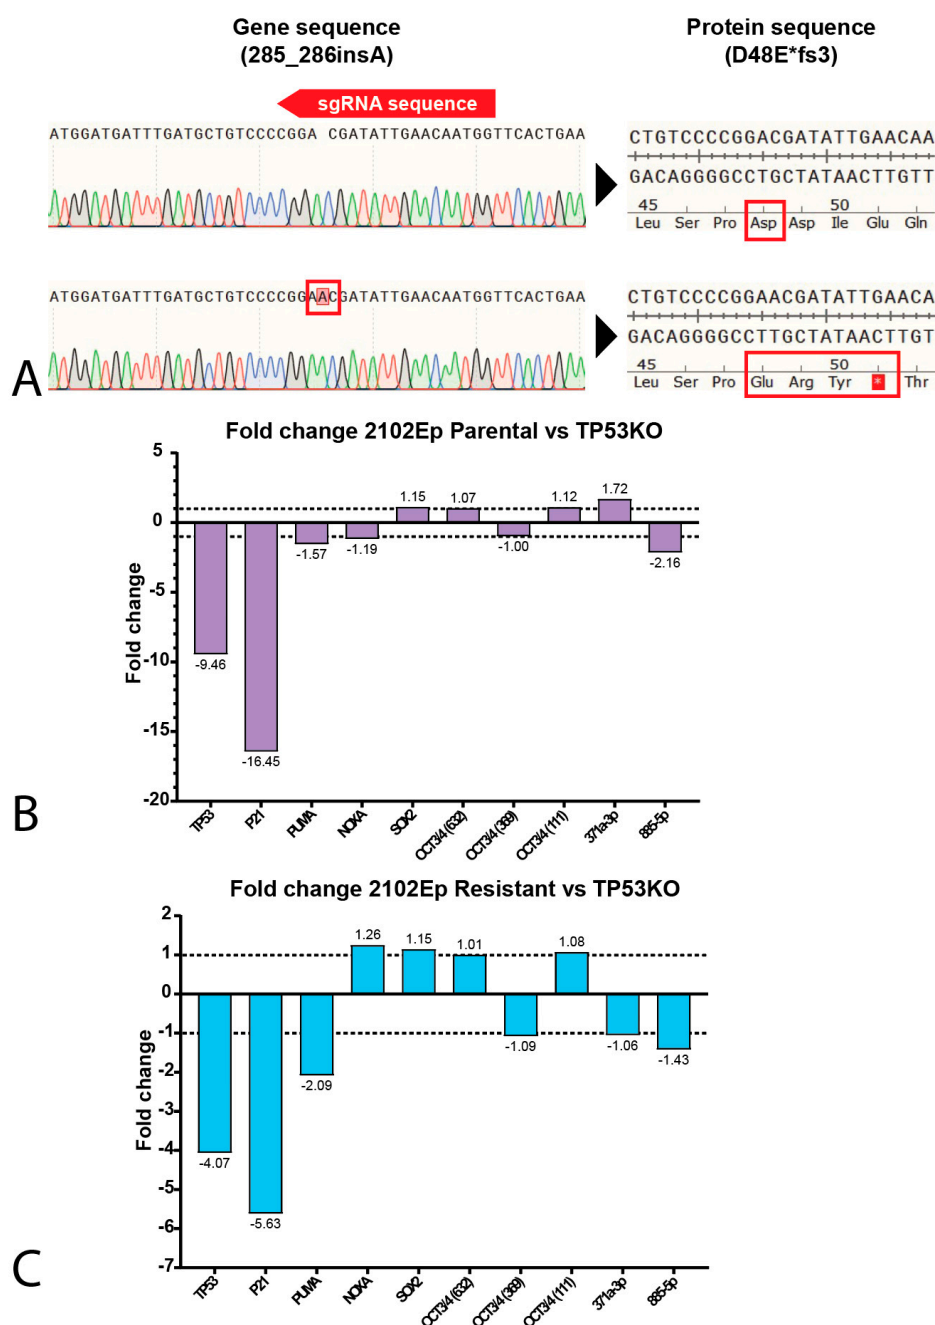 Gene sequence
(285_286insA)
Protein sequence
(D48E*fs3)
sgRNA sequence
ATGGATGATTTGATGCTGTCCCCGGA CGATATTGAACAATGGTTCACTGAA
CTGTCCCCGGACGATATTGAACAA
GACAGGGGCCTGCTATAACTTGTT
45 50
Leu Ser Pro Asp Asp Ile Glu Gln
ATGGATGATTTGATGCTGTCCCCGGAACGATATTGAACAATGGTTCACTGAA
CTGTCCCCGGAACGATATTGAACA
GACAGGGGCCTTGCTATAACTTGT
45 50
Leu Ser Pro Glu Arg Tyr * Thr
A
Fold change 2102Ep Parental vs TP53KO
Fold change
5
0
-5
-10
-15
-20
-9.46
-16.45
-1.57
-1.19
1.15
1.07
-1.00
1.12
1.72
-2.16
TP53
P21
PUMA
NOXA
SOX2
OCT3/4 (632)
OCT3/4 (369)
OCT3/4 (111)
371a-3p
885-5p
B
Fold change 2102Ep Resistant vs TP53KO
Fold change
2
1
0
-1
-2
-3
-4
-5
-6
-7
-4.07
-5.63
-2.09
1.26
1.15
1.01
-1.09
1.08
-1.06
-1.43
TP53
P21
PUMA
NOXA
SOX2
OCT3/4 (632)
OCT3/4 (369)
OCT3/4 (111)
371a-3p
885-5p
C